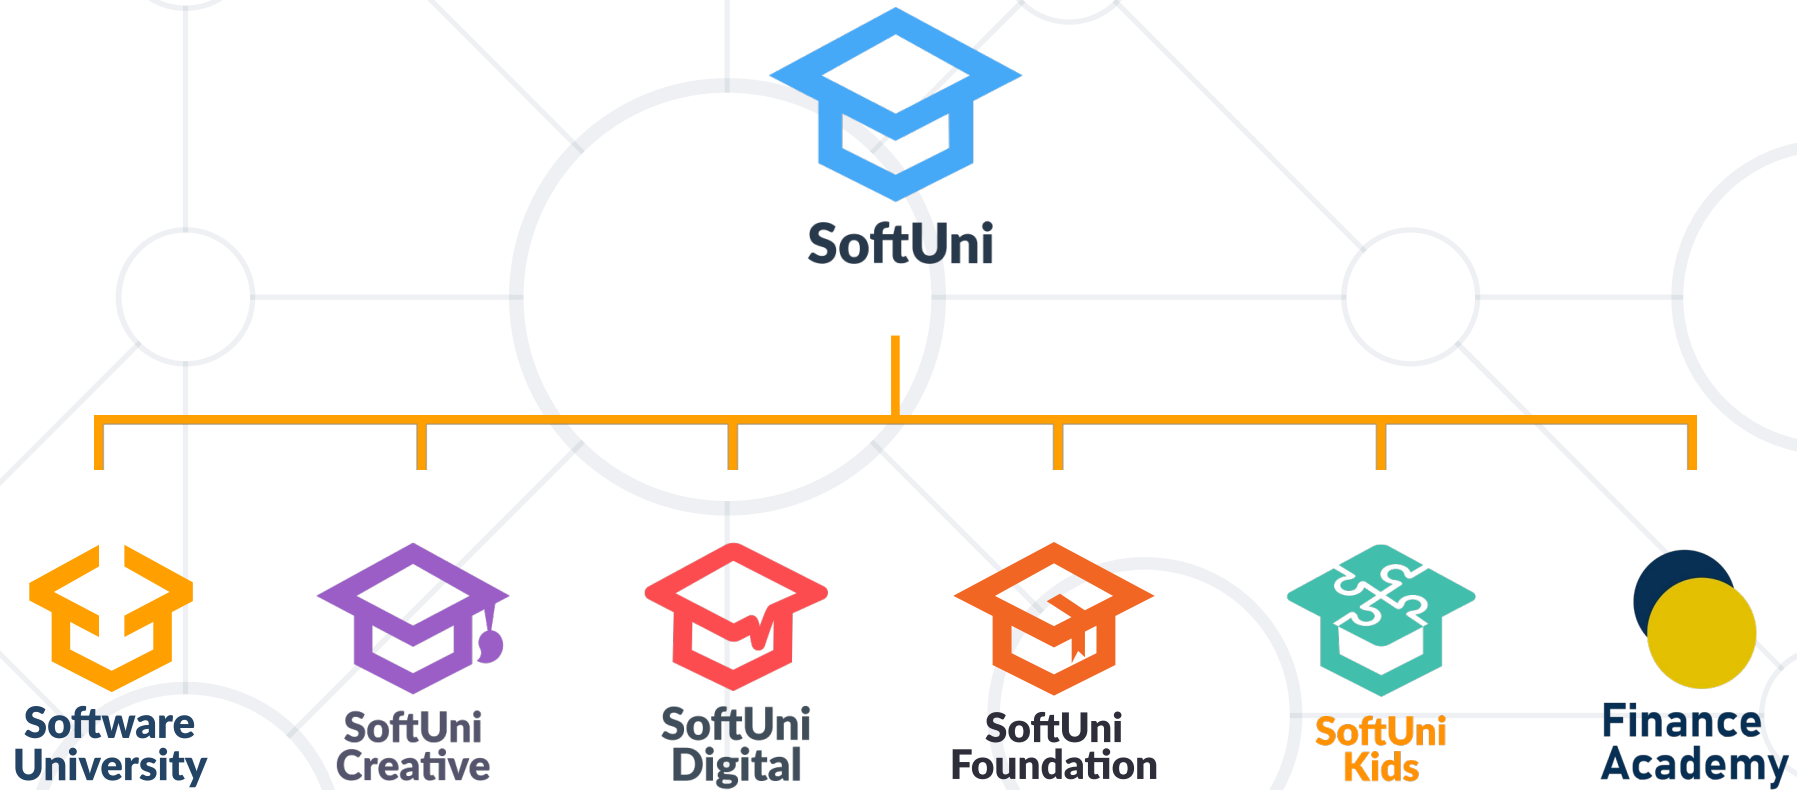 SoftUni
Software
University
SoftUni
Creative
SoftUni
Digital
SoftUni
Foundation
SoftUni
Kids
Finance
Academy